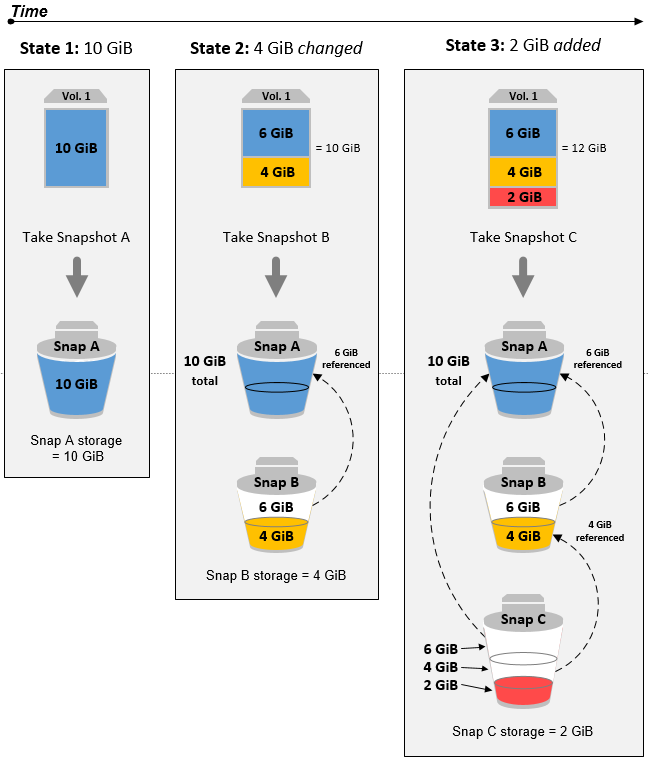 Time
State 1: 10 GiB
Vol. 1
10 GiB
Take Snapshot A
Snap A
10 GiB
Snap A storage
= 10 GiB
State 2: 4 GiB changed
Vol. 1
6 GiB
= 10 GiB
4 GiB
Take Snapshot B
Snap A
10 GiB
total
6 GiB
referenced
Snap B
6 GiB
4 GiB
Snap B storage = 4 GiB
State 3: 2 GiB added
Vol. 1
6 GiB
= 12 GiB
4 GiB
2 GiB
Take Snapshot C
Snap A
10 GiB
total
6 GiB
referenced
Snap B
6 GiB
4 GiB
4 GiB
referenced
Snap C
6 GiB
4 GiB
2 GiB
Snap C storage = 2 GiB